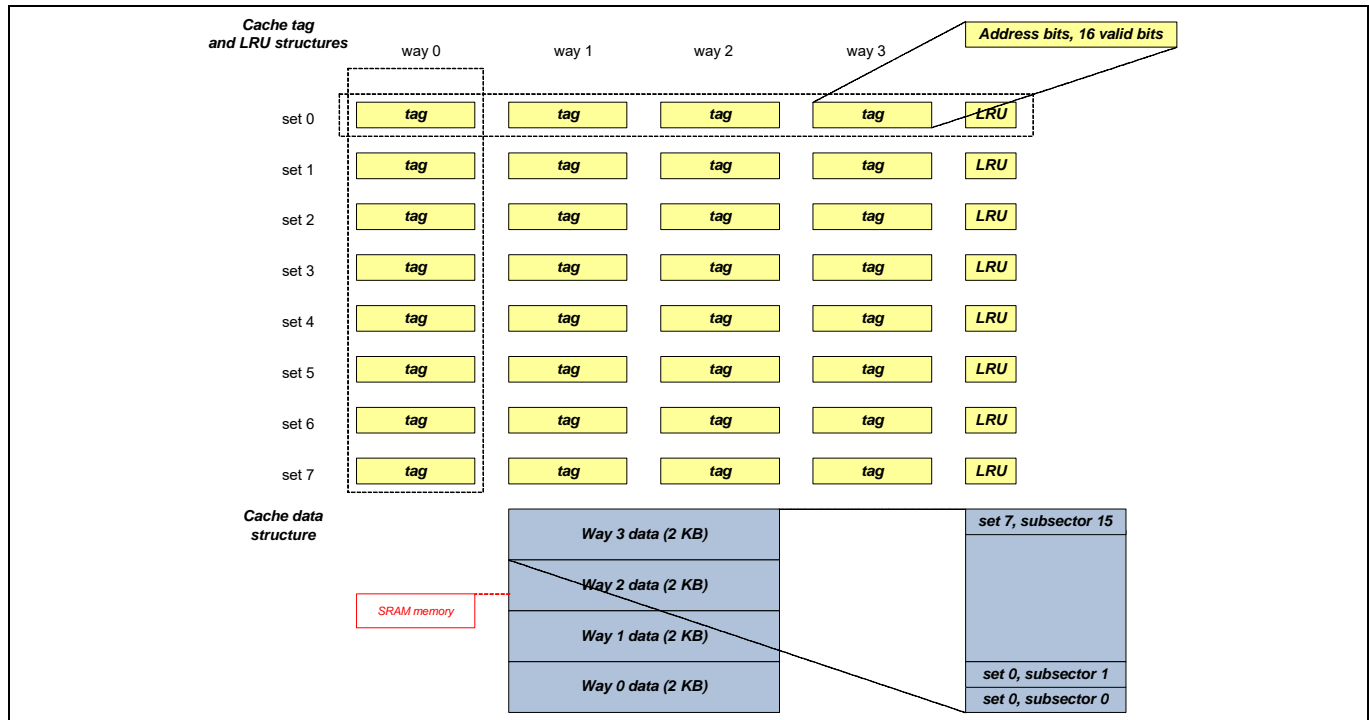 Cache tag
and LRU structures
way 0
way 1
way 2
way 3
Address bits, 16 valid bits
set 0
tag
tag
tag
tag
LRU
set 1
tag
tag
tag
tag
LRU
set 2
tag
tag
tag
tag
LRU
set 3
tag
tag
tag
tag
LRU
set 4
tag
tag
tag
tag
LRU
set 5
tag
tag
tag
tag
LRU
set 6
tag
tag
tag
tag
LRU
set 7
tag
tag
tag
tag
LRU
Cache data
structure
SRAM memory
Way 3 data (2 KB)
Way 2 data (2 KB)
Way 1 data (2 KB)
Way 0 data (2 KB)
set 7, subsector 15
set 0, subsector 1
set 0, subsector 0